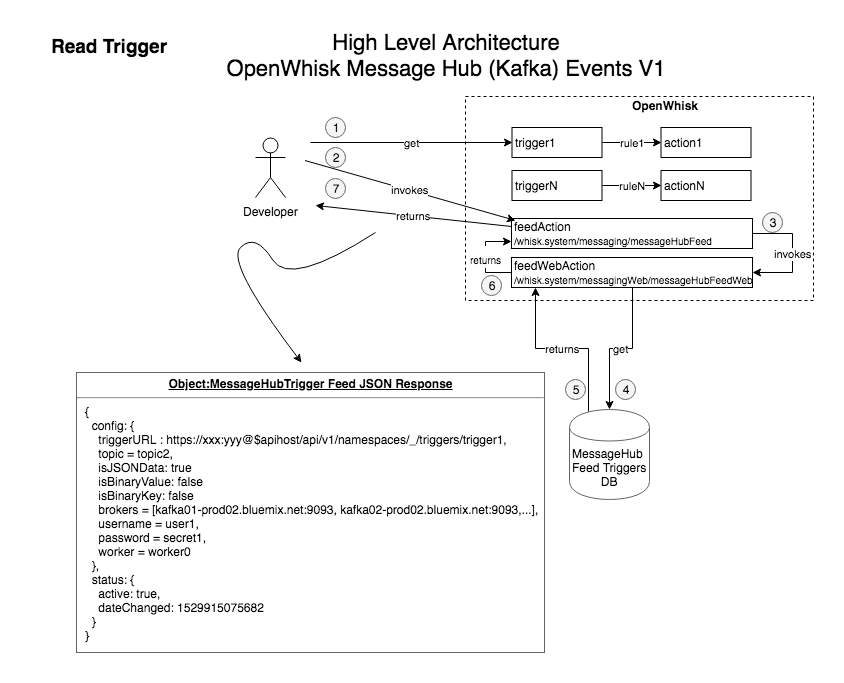 Read Trigger
High Level Architecture
OpenWhisk Message Hub (Kafka) Events V1
OpenWhisk
1
get
trigger1
rule1
action1
2
invokes
triggerN
ruleN
actionN
7
returns
Developer
feedAction
/whisk.system/messaging/messageHubFeed
3
invokes
returns
feedWebAction
/whisk.system/messagingWeb/messageHubFeedWeb
6
returns
get
5
4
MessageHub
Feed Triggers
DB
Object:MessageHubTrigger Feed JSON Response
{
config: {
triggerURL : https://xxx:yyy@$apihost/api/v1/namespaces/_/triggers/trigger1,
topic = topic2,
isJSONData: true
isBinaryValue: false
isBinaryKey: false
brokers = [kafka01-prod02.bluemix.net:9093, kafka02-prod02.bluemix.net:9093,...],
username = user1,
password = secret1,
worker = worker0
},
status: {
active: true,
dateChanged: 1529915075682
}
}